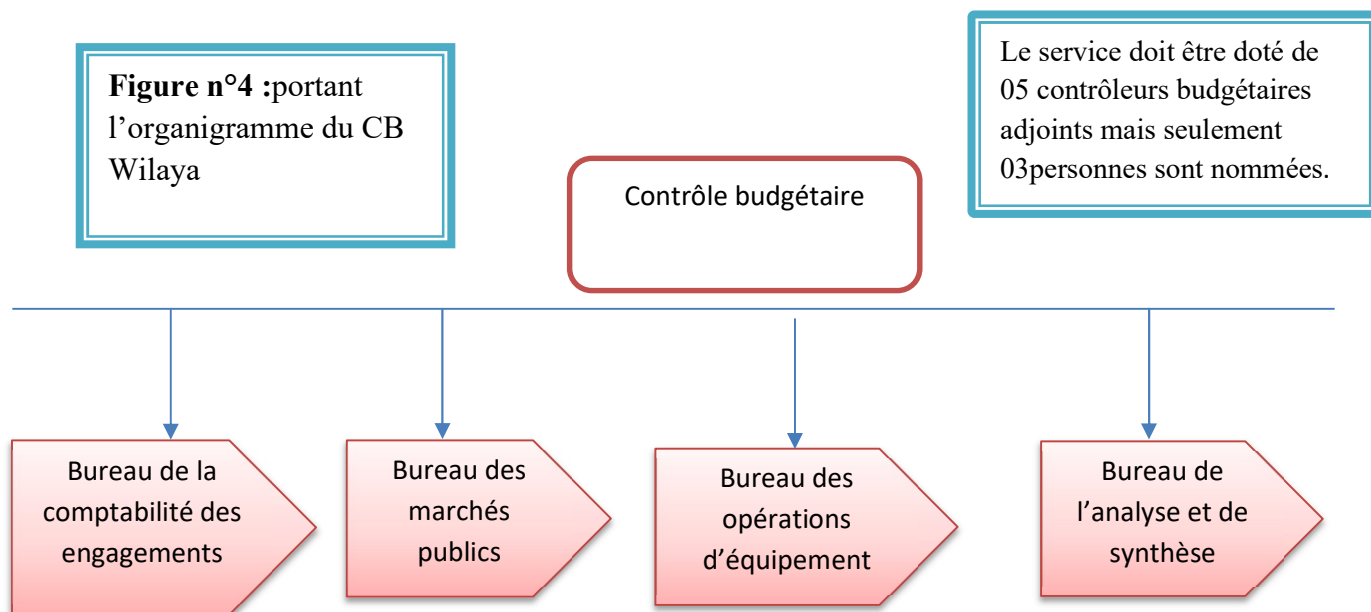 Figure n°4 :portant
l’organigramme du CB
Wilaya
Le service doit être doté de
05 contrôleurs budgétaires
adjoints mais seulement
03personnes sont nommées.
Contrôle budgétaire
Bureau de la
comptabilité des
engagements
Bureau des
marchés
publics
Bureau des
opérations
d’équipement
Bureau de
l’analyse et de
synthèse